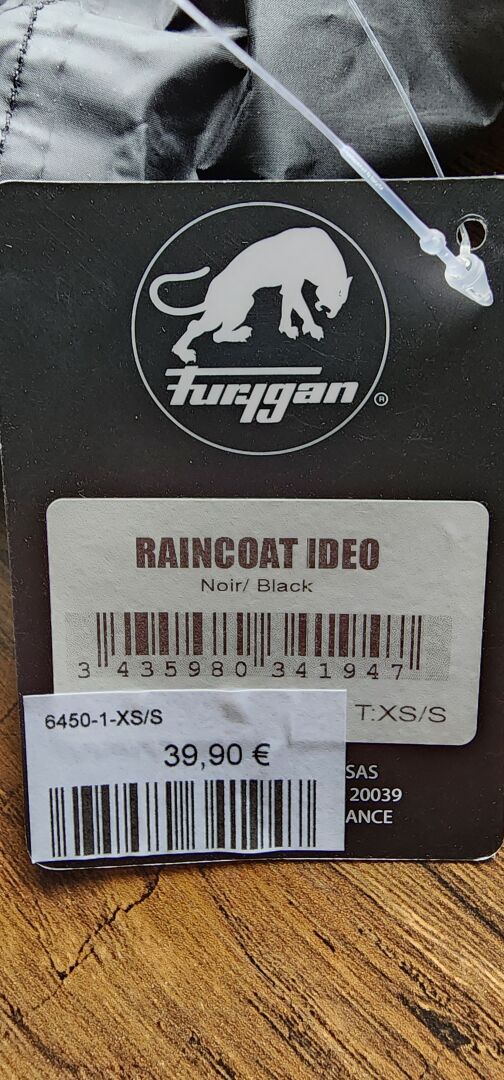 Furygan ®
RAINCOAT IDEO
Noir/ Black
3 435980 341947
T:XS/S
6450-1-XS/S
39,90 €
SAS
20039
ANCE